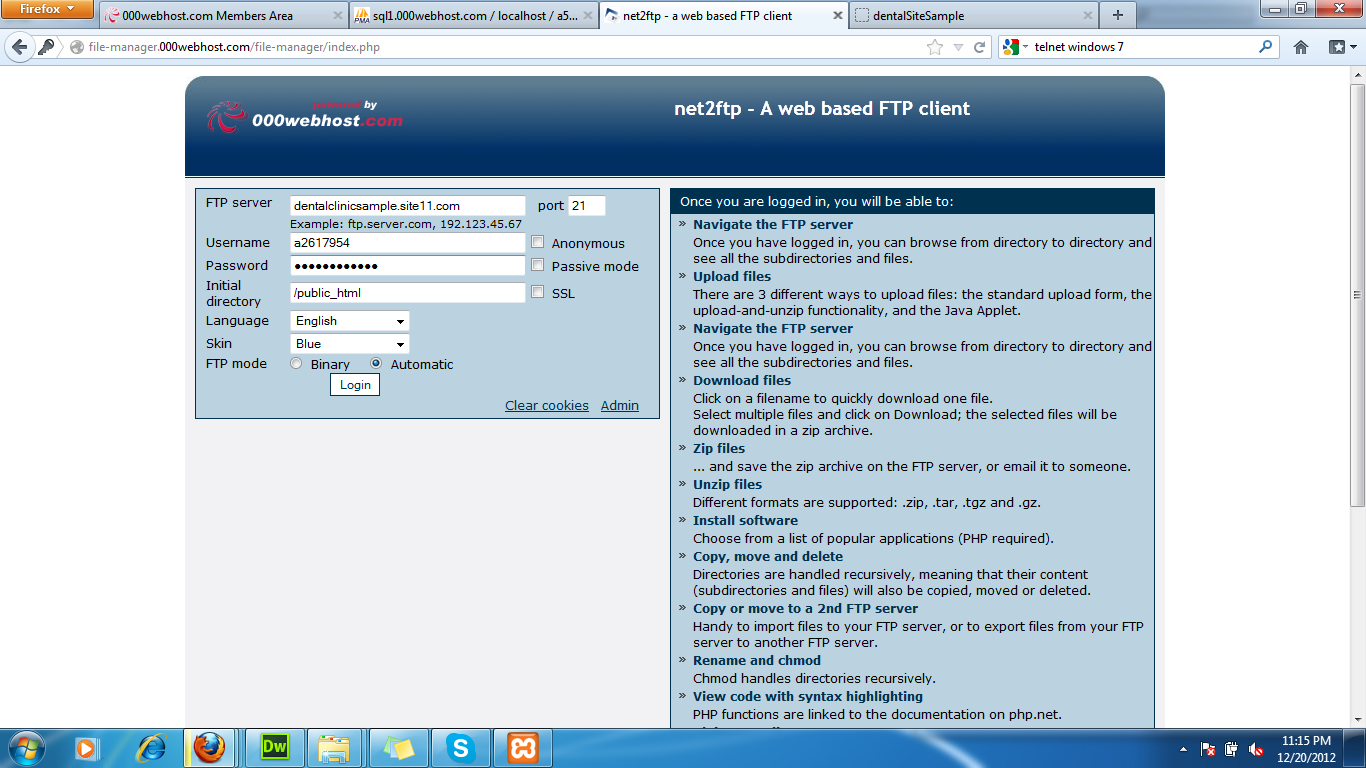 Firefox
000webhost.com Members Area
sql1.000webhost.com / localhost / a5...
net2ftp - a web based FTP client
dentalSiteSample
file-manager.000webhost.com/file-manager/index.php
telnet windows 7
powered by
000webhost.com
net2ftp - A web based FTP client
FTP server
dentalclinicsample.site11.com
port
21
Example: ftp.server.com, 192.123.45.67
Username
a2617954
Anonymous
Password
●●●●●●●●●●●●
Passive mode
Initial
directory
/public_html
SSL
Language
English
Skin
Blue
FTP mode
Binary
Automatic
Login
Clear cookies
Admin
Once you are logged in, you will be able to:
» Navigate the FTP server
Once you have logged in, you can browse from directory to directory and
see all the subdirectories and files.
» Upload files
There are 3 different ways to upload files: the standard upload form, the
upload-and-unzip functionality, and the Java Applet.
» Navigate the FTP server
Once you have logged in, you can browse from directory to directory and
see all the subdirectories and files.
» Download files
Click on a filename to quickly download one file.
Select multiple files and click on Download; the selected files will be
downloaded in a zip archive.
» Zip files
... and save the zip archive on the FTP server, or email it to someone.
» Unzip files
Different formats are supported: .zip, .tar, .tgz and .gz.
» Install software
Choose from a list of popular applications (PHP required).
» Copy, move and delete
Directories are handled recursively, meaning that their content
(subdirectories and files) will also be copied, moved or deleted.
» Copy or move to a 2nd FTP server
Handy to import files to your FTP server, or to export files from your FTP
server to another FTP server.
» Rename and chmod
Chmod handles directories recursively.
» View code with syntax highlighting
PHP functions are linked to the documentation on php.net.
Dw
11:15 PM
12/20/2012